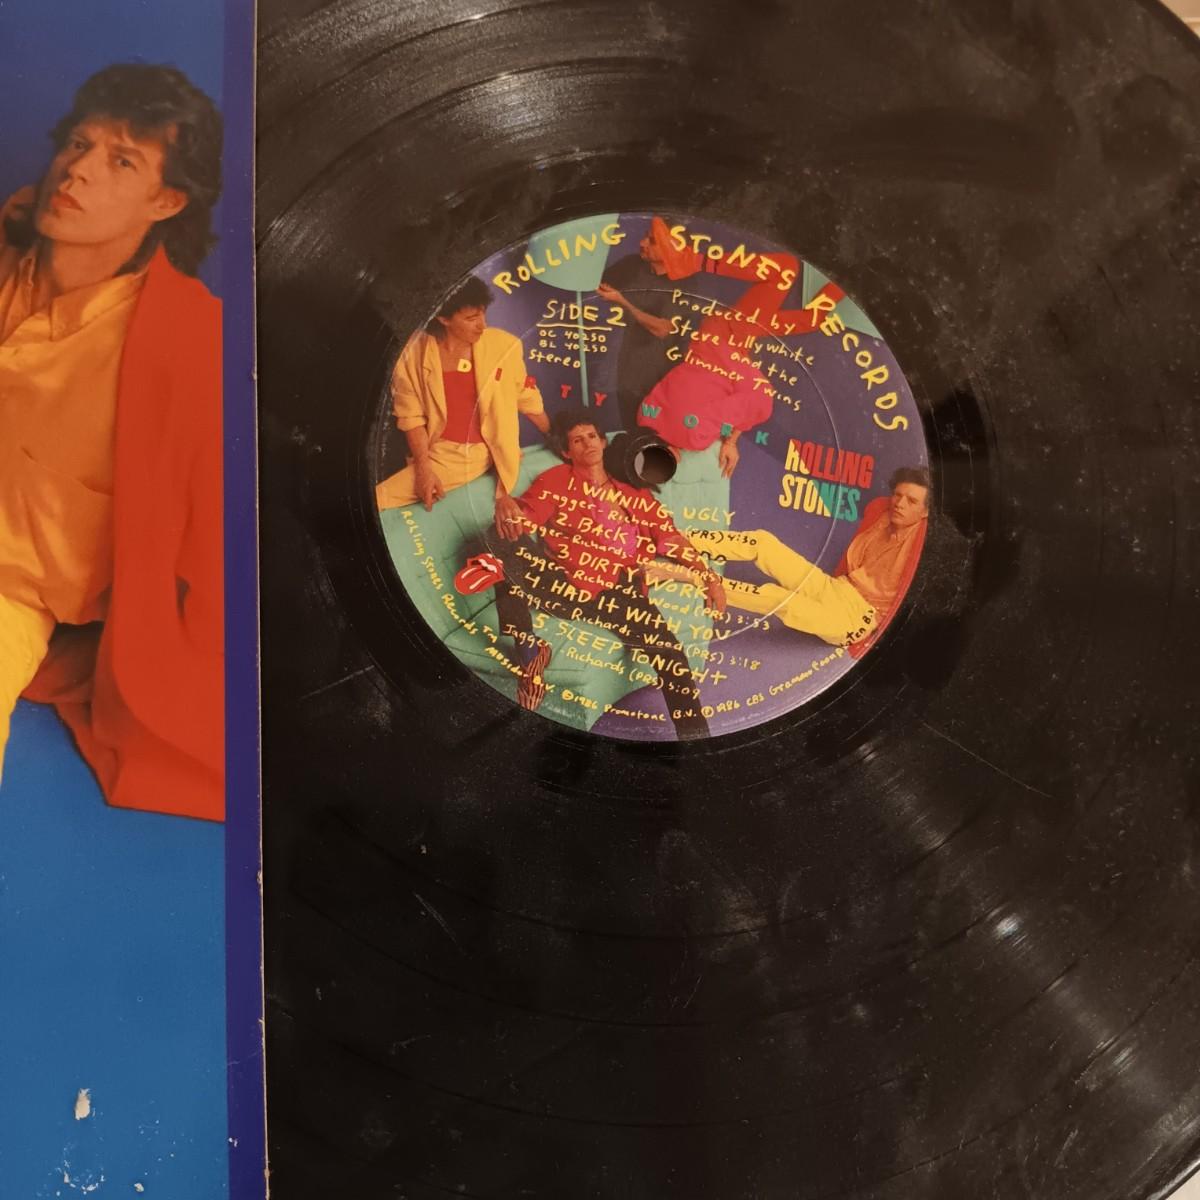 ROLLING STONES RECORDS
SIDE 2
OC 40250
BL 40250
Stereo
Produced by
Steve Lillywhite
and the
Glimmer Twins
DIRTY WORK
ROLLING
STONES
1. WINNING UGLY
Jagger-Richards (PRS) 4:30
2. BACK TO ZERO
Jagger-Richards-Leavell (PRS) 4:12
3. DIRTY WORK
Jagger-Richards-Wood (PRS) 3:53
4. HAD IT WITH YOU
Jagger-Richards-Wood (PRS) 3:18
5. SLEEP TONIGHT
Jagger-Richards (PRS) 5:09
Rolling Stones Records TM Musidor B.V. ©1986 Promotone B.V. ℗1986 CBS Grammofoonplaten B.V.